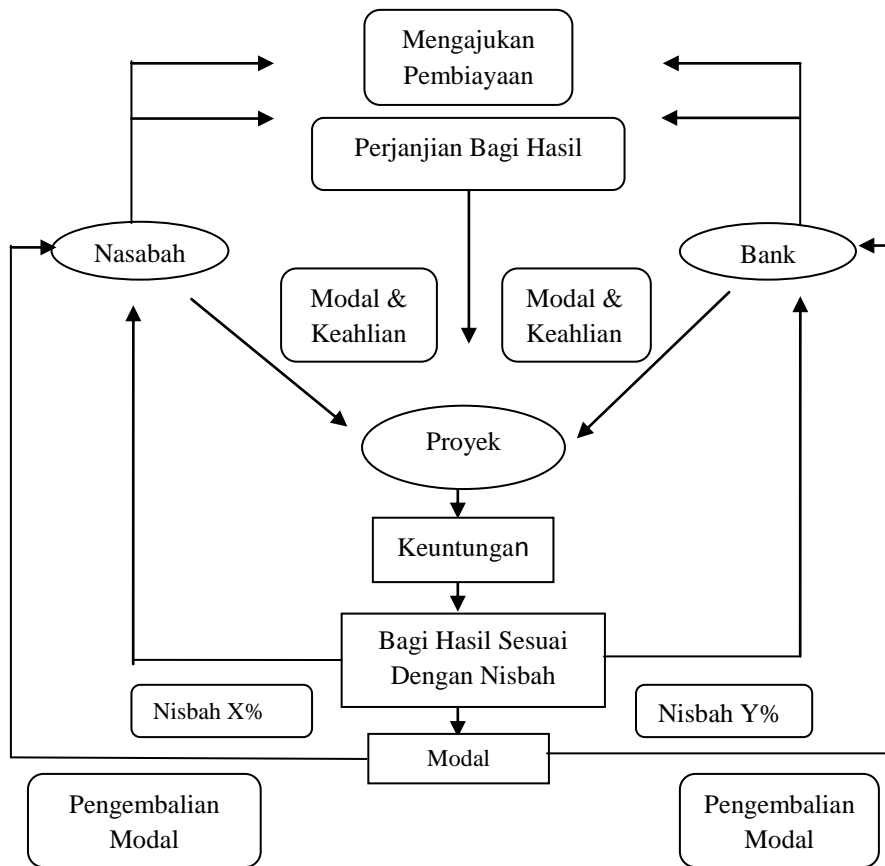 Mengajukan
Pembiayaan
Perjanjian Bagi Hasil
Nasabah
Bank
Modal &
Keahlian
Modal &
Keahlian
Proyek
Keuntungan
Bagi Hasil Sesuai
Dengan Nisbah
Nisbah X%
Nisbah Y%
Modal
Pengembalian
Modal
Pengembalian
Modal